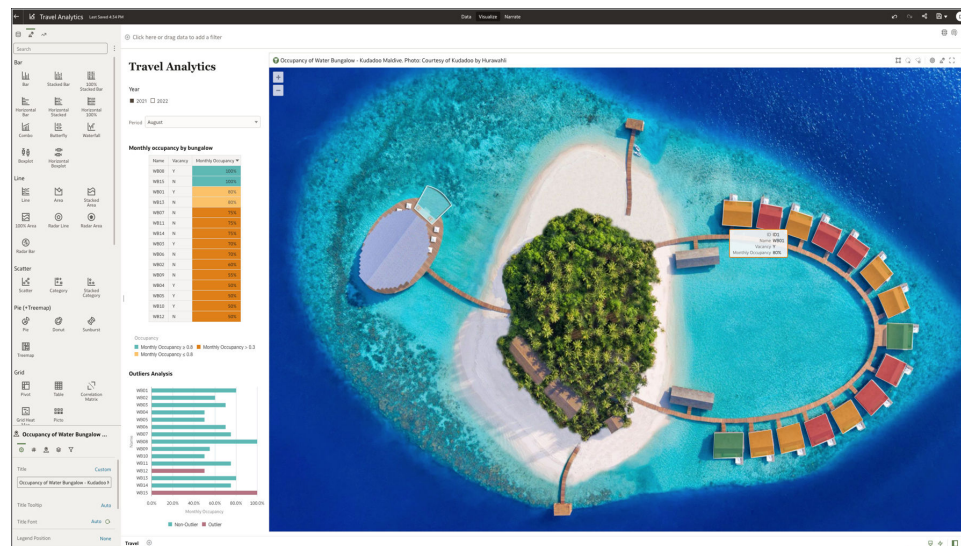 Travel Analytics Last Saved 4:34 PM
Data Visualize Narrate
Search
Click here or drag data to add a filter
Bar
Bar Stacked Bar 100% Stacked Bar
Horizontal Bar Horizontal Stacked Horizontal 100%
Combo Butterfly Waterfall
Boxplot Horizontal Boxplot
Line
Line Area Stacked Area
100% Area Radar Line Radar Area
Radar Bar
Scatter
Scatter Category Stacked Category
Pie (+Treemap)
Pie Donut Sunburst
Treemap
Grid
Pivot Table Correlation Matrix
Grid Heat Map Picto
Occupancy of Water Bungalow ...
Title Custom
Occupancy of Water Bungalow - Kudadoo M
Title Tooltip Auto
Title Font Auto
Legend Position None
Travel Analytics
Year
2021 2022
Period August
Monthly occupancy by bungalow
Name Vacancy Monthly Occupancy
WB08 Y 100%
WB15 N 100%
WB01 Y 80%
WB13 N 80%
WB07 N 75%
WB11 N 75%
WB14 N 75%
WB03 Y 70%
WB06 N 70%
WB02 N 60%
WB09 N 55%
WB04 Y 50%
WB05 Y 50%
WB10 Y 50%
WB12 N 50%
Occupancy
Monthly Occupancy > 0.3
Monthly Occupancy ≤ 0.8
Outliers Analysis
WB01
WB02
WB03
WB04
WB05
WB06
WB07
WB08
WB09
WB10
WB11
WB12
WB13
WB14
WB15
Name
0.0% 20.0% 40.0% 60.0% 80.0% 100.0%
Monthly Occupancy
Non-Outlier Outlier
Travel
Occupancy of Water Bungalow - Kudadoo Maldive. Photo: Courtesy of Kudadoo by Hurawahli
ID ID1
Name WB01
Vacancy Y
Monthly Occupancy 80%